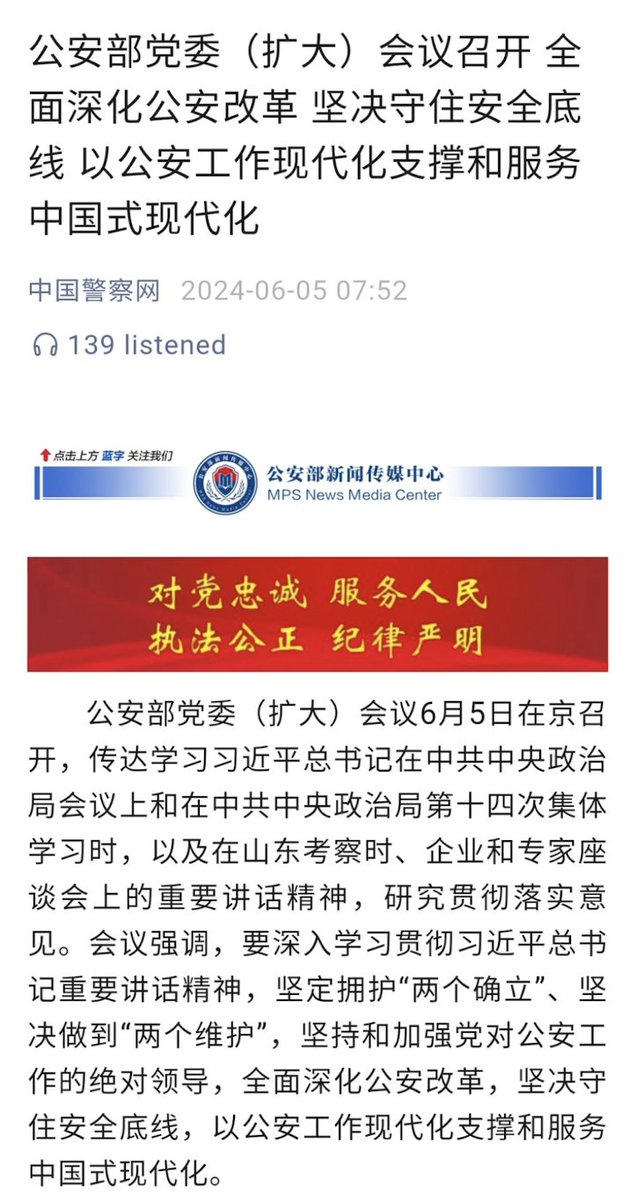 公安部党委（扩大）会议召开 全
面深化公安改革 坚决守住安全底
线 以公安工作现代化支撑和服务
中国式现代化
中国警察网 2024-06-05 07:52
139 listened
点击上方 蓝字 关注我们
公安部新闻传媒中心
MPS News Media Center
对党忠诚 服务人民
执法公正 纪律严明
公安部党委（扩大）会议6月5日在京召
开，传达学习习近平总书记在中共中央政治
局会议上和在中共中央政治局第十四次集体
学习时，以及在山东考察时、企业和专家座
谈会上的重要讲话精神，研究贯彻落实意
见。会议强调，要深入学习贯彻习近平总书
记重要讲话精神，坚定拥护“两个确立”、坚
决做到“两个维护”，坚持和加强党对公安工
作的绝对领导，全面深化公安改革，坚决守
住安全底线，以公安工作现代化支撑和服务
中国式现代化。